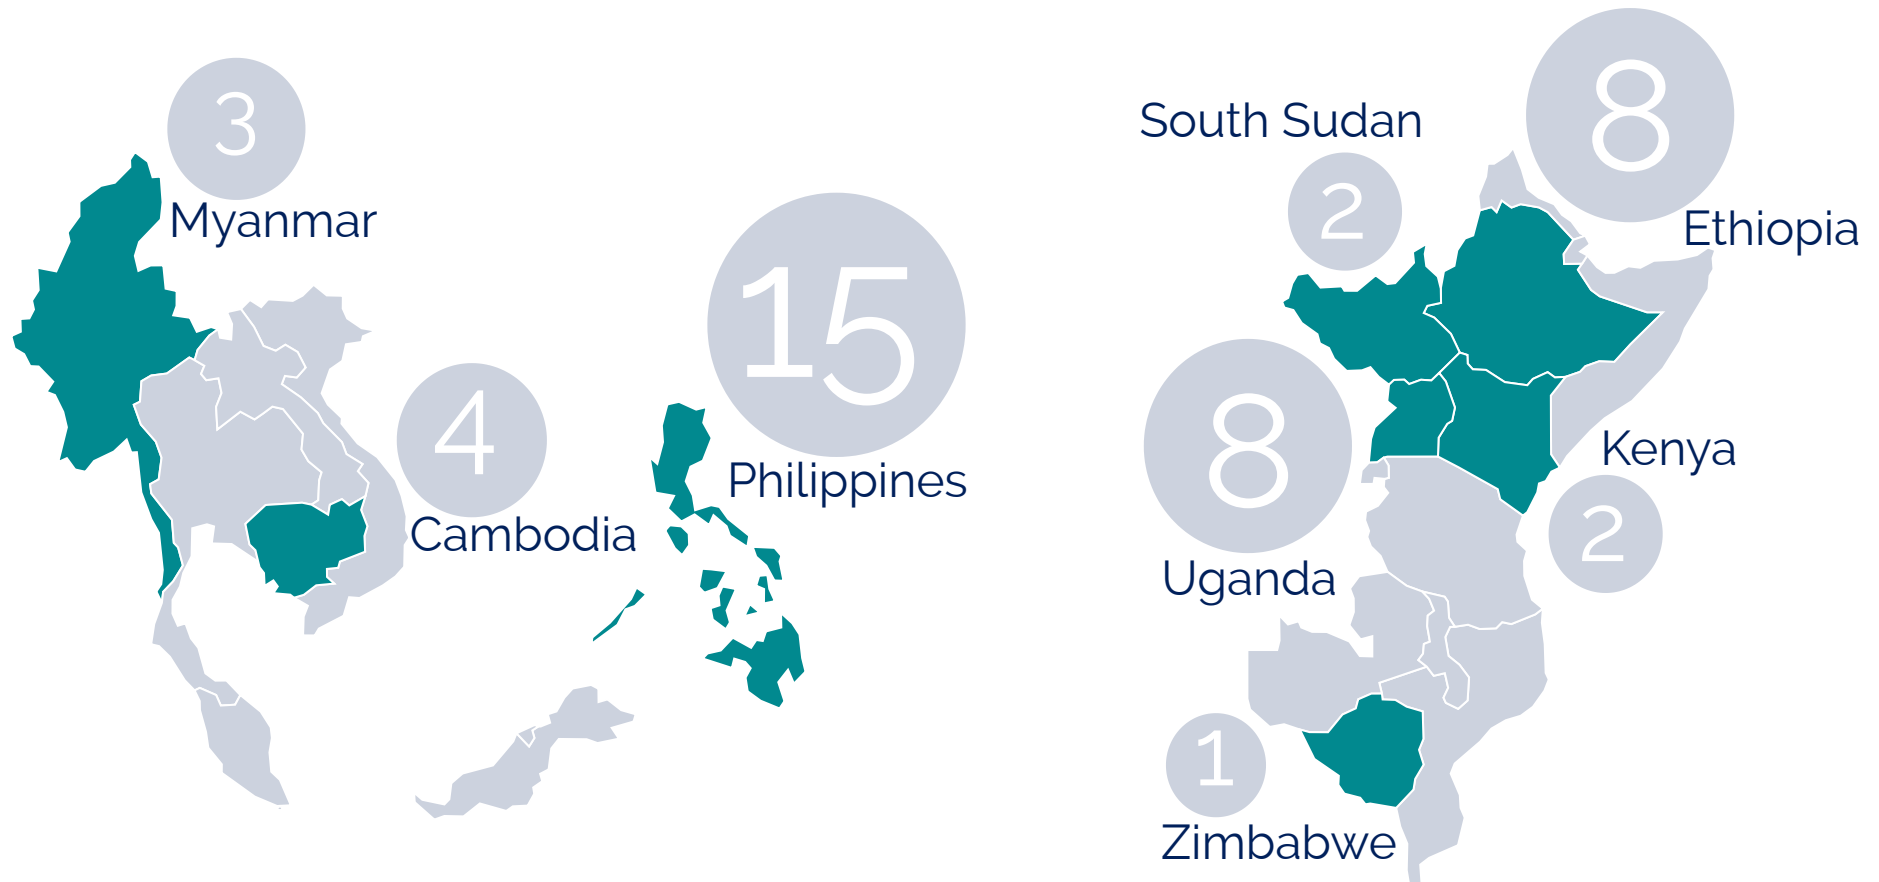 3
Myanmar
4
Cambodia
15
Philippines
South Sudan
2
8
Ethiopia
8
Uganda
Kenya
2
1
Zimbabwe